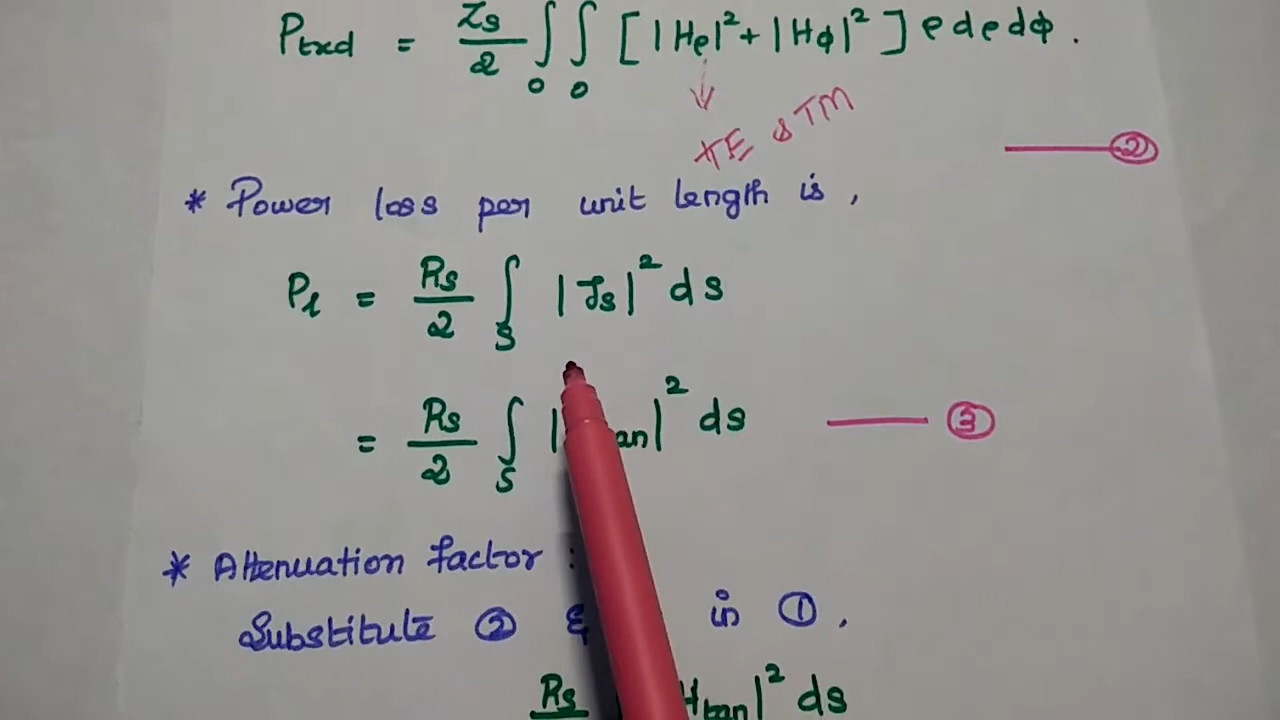 Ptxd = Zs/2 ∫₀ ∫₀ [|Hρ|² + |Hϕ|²] ρ dρ dϕ.
TE & TM
②
* Power loss per unit length is,
Pl = Rs/2 ∫S |Js|² ds
= Rs/2 ∫S | an|² ds ③
* Attenuation factor :
Substitute ② & in ①.
Rs Htan|² ds